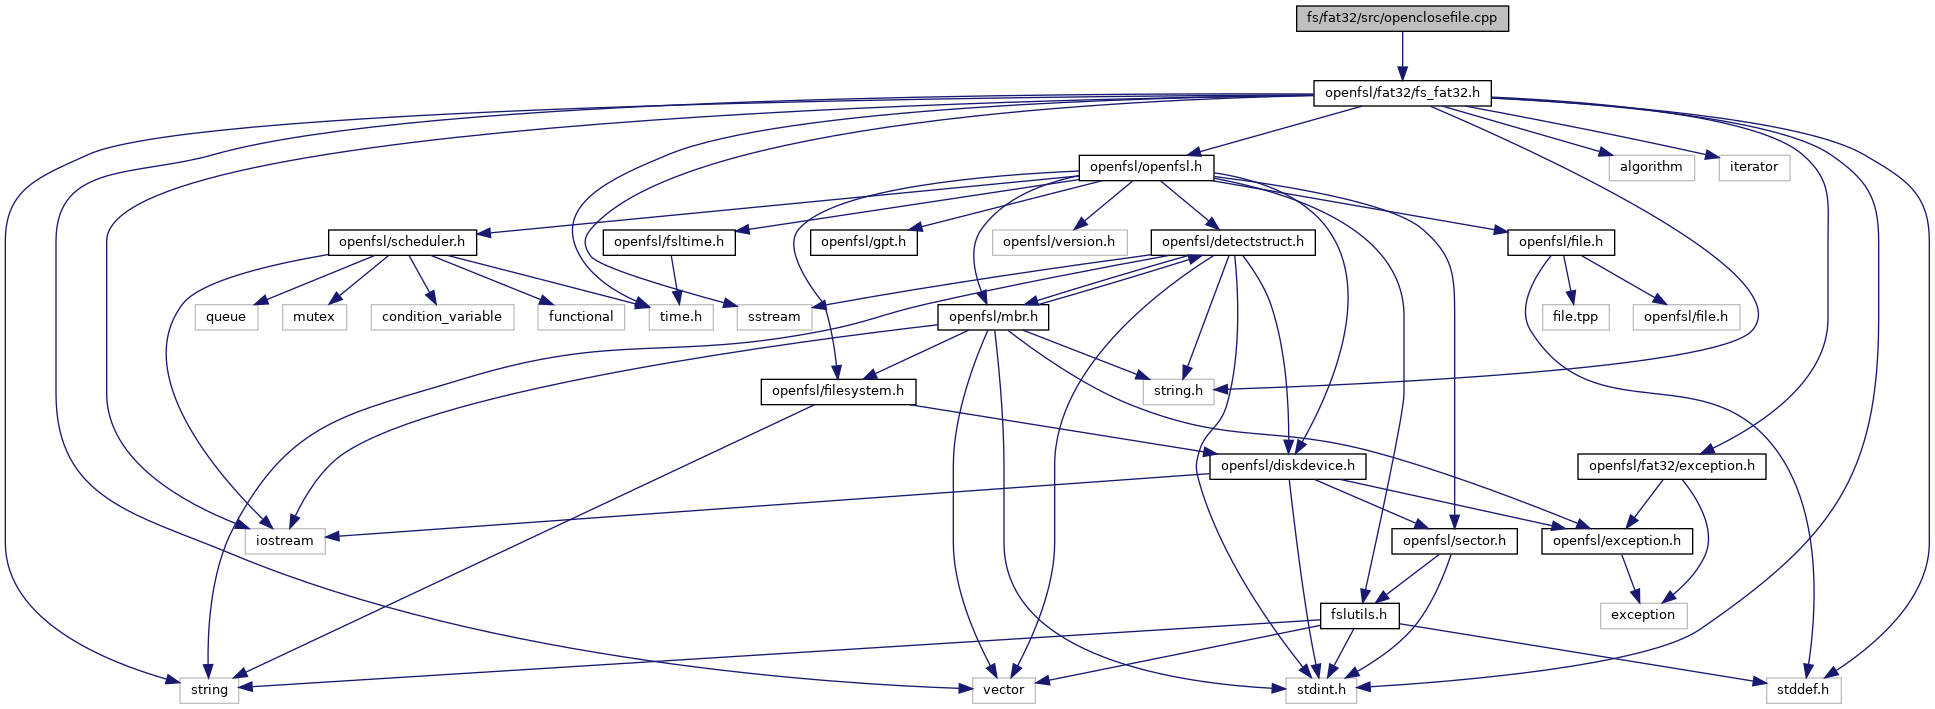 fs/fat32/src/openclosefile.cpp
openfsl/fat32/fs_fat32.h
openfsl/openfsl.h
algorithm
iterator
openfsl/scheduler.h
openfsl/fsltime.h
openfsl/gpt.h
openfsl/version.h
openfsl/detectstruct.h
openfsl/file.h
queue
mutex
condition_variable
functional
time.h
sstream
openfsl/mbr.h
file.tpp
openfsl/file.h
openfsl/filesystem.h
string.h
openfsl/diskdevice.h
openfsl/fat32/exception.h
iostream
openfsl/sector.h
openfsl/exception.h
fslutils.h
exception
string
vector
stdint.h
stddef.h